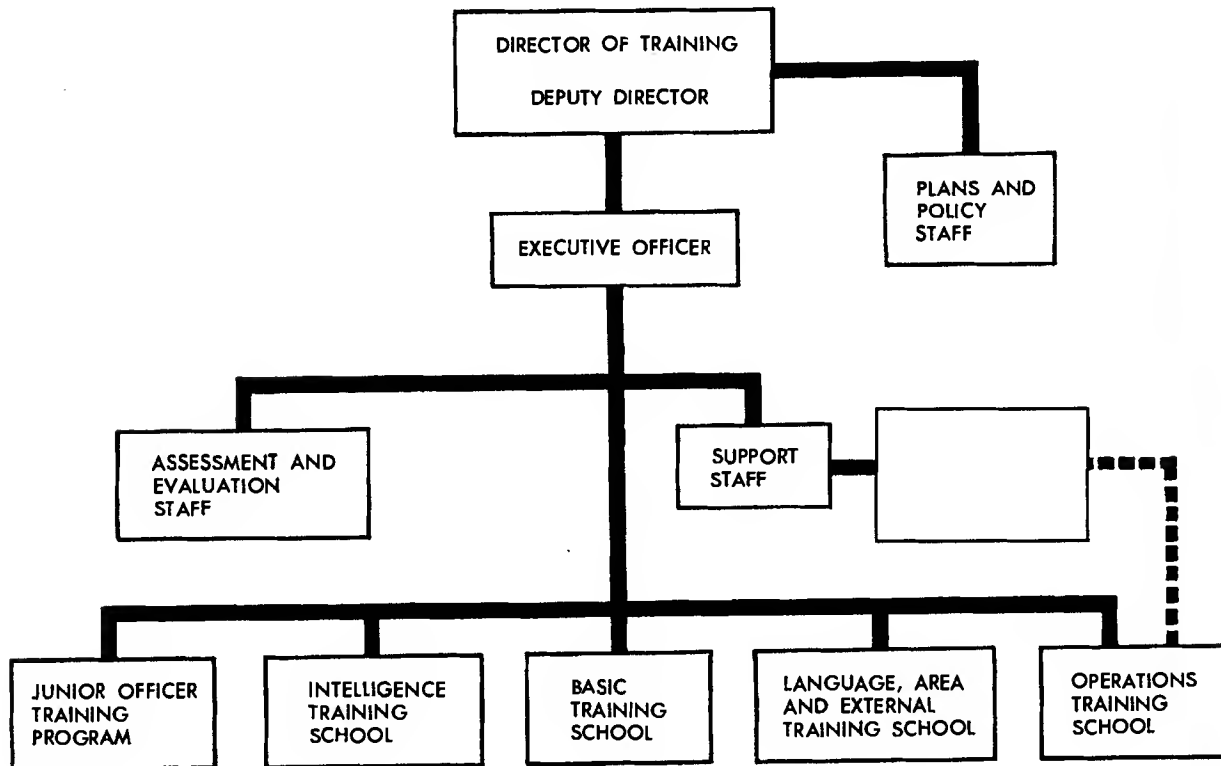 DIRECTOR OF TRAINING
DEPUTY DIRECTOR
PLANS AND
POLICY
STAFF
EXECUTIVE OFFICER
ASSESSMENT AND
EVALUATION
STAFF
SUPPORT
STAFF
JUNIOR OFFICER
TRAINING
PROGRAM
INTELLIGENCE
TRAINING
SCHOOL
BASIC
TRAINING
SCHOOL
LANGUAGE, AREA
AND EXTERNAL
TRAINING SCHOOL
OPERATIONS
TRAINING
SCHOOL